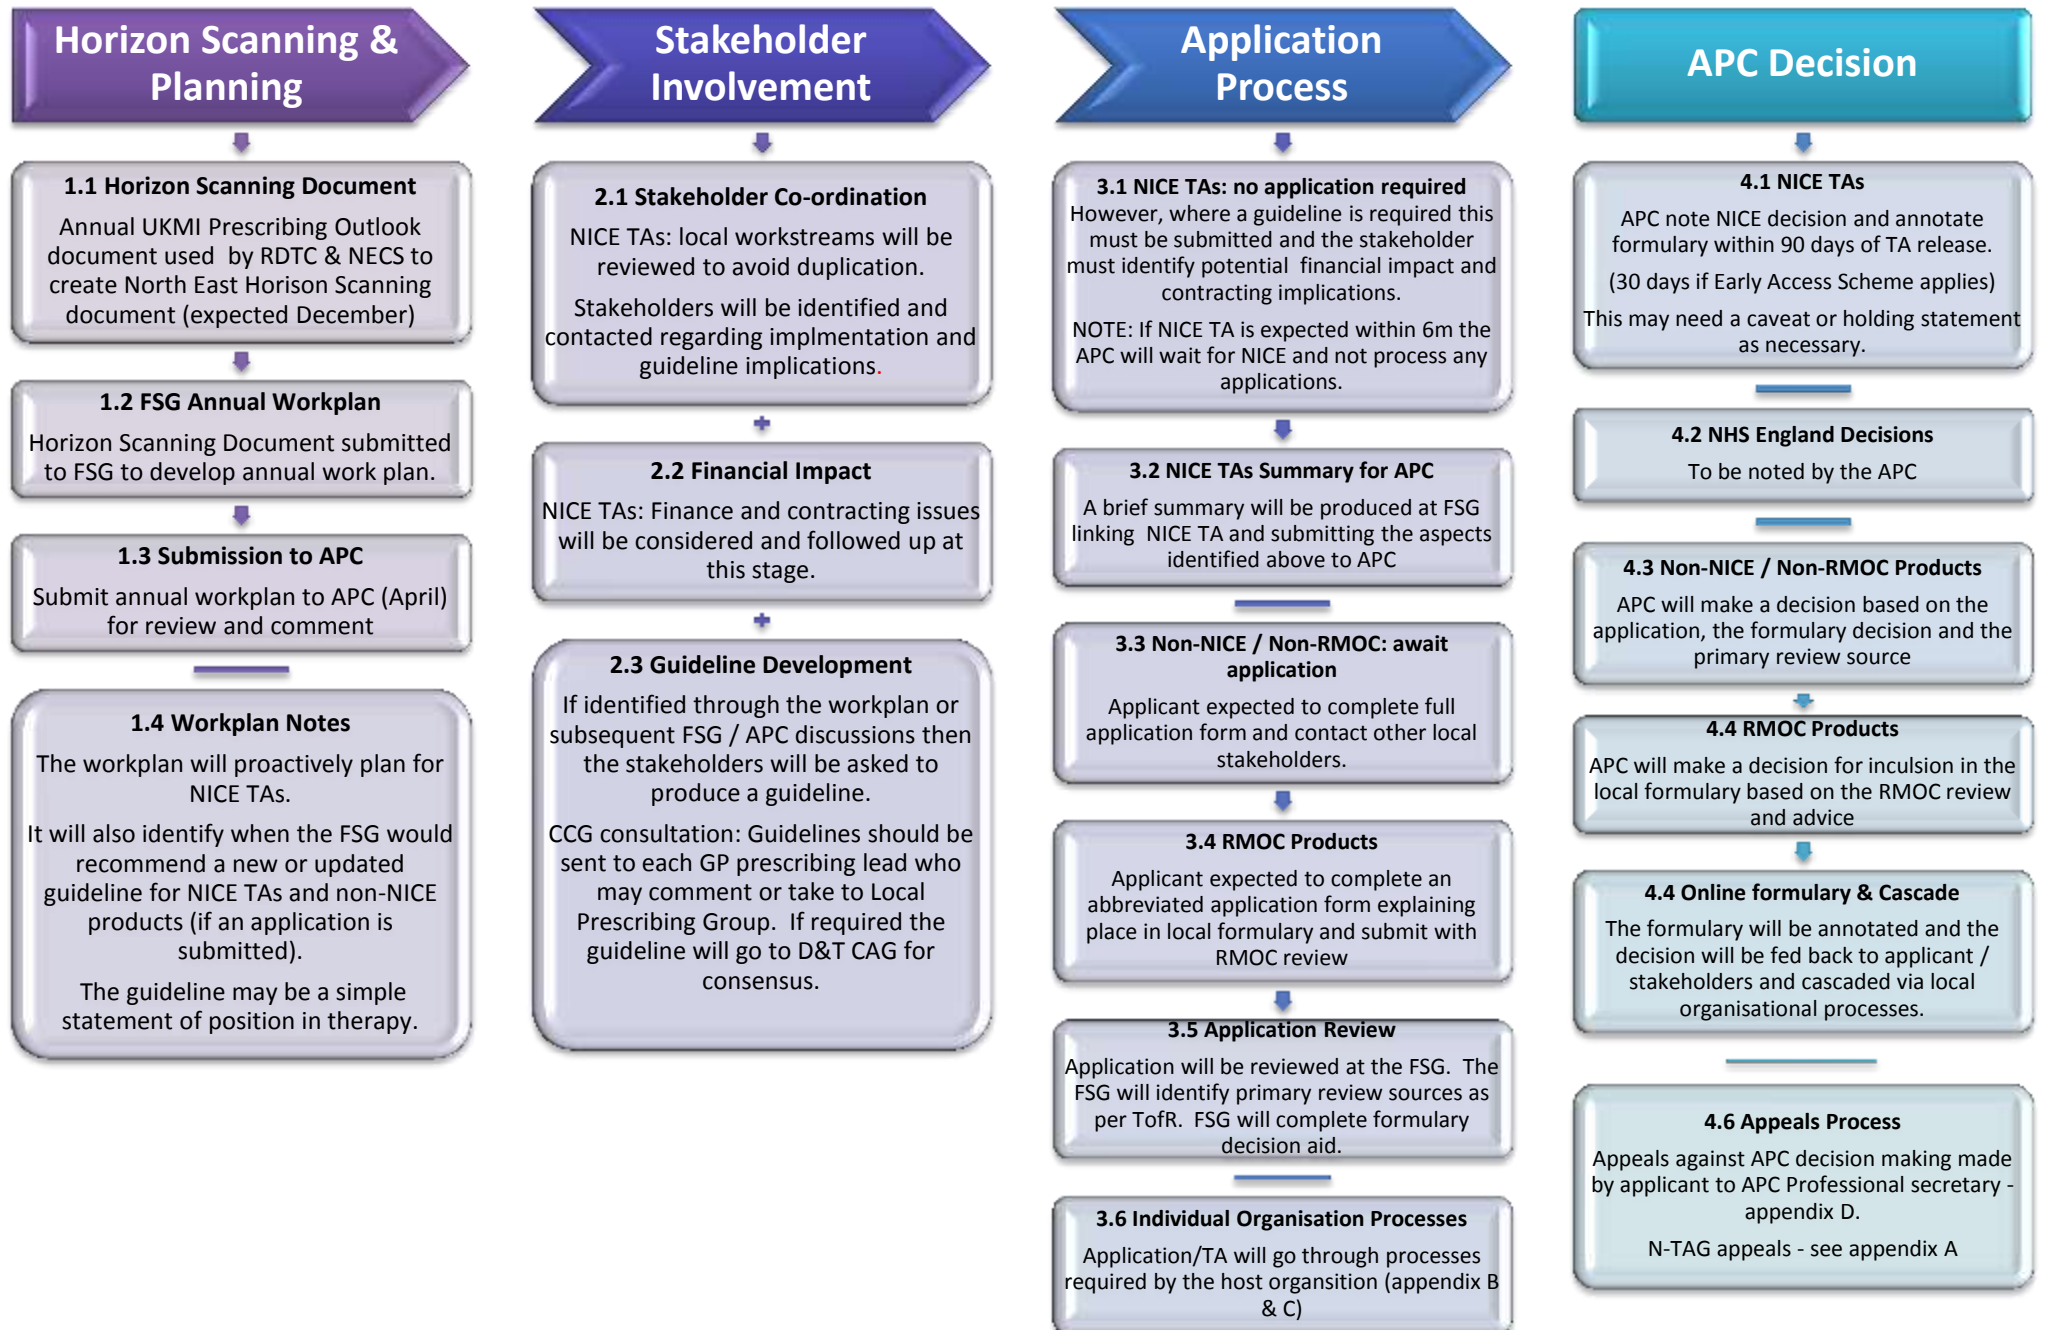 Horizon Scanning &
Planning
1.1 Horizon Scanning Document
Annual UKMI Prescribing Outlook
document used by RDTC & NECS to
create North East Horison Scanning
document (expected December)
1.2 FSG Annual Workplan
Horizon Scanning Document submitted
to FSG to develop annual work plan.
1.3 Submission to APC
Submit annual workplan to APC (April)
for review and comment
1.4 Workplan Notes
The workplan will proactively plan for
NICE TAs.
It will also identify when the FSG would
recommend a new or updated
guideline for NICE TAs and non-NICE
products (if an application is
submitted).
The guideline may be a simple
statement of position in therapy.
Stakeholder
Involvement
2.1 Stakeholder Co-ordination
NICE TAs: local workstreams will be
reviewed to avoid duplication.
Stakeholders will be identified and
contacted regarding implmentation and
guideline implications.
2.2 Financial Impact
NICE TAs: Finance and contracting issues
will be considered and followed up at
this stage.
2.3 Guideline Development
If identified through the workplan or
subsequent FSG / APC discussions then
the stakeholders will be asked to
produce a guideline.
CCG consultation: Guidelines should be
sent to each GP prescribing lead who
may comment or take to Local
Prescribing Group. If required the
guideline will go to D&T CAG for
consensus.
Application
Process
3.1 NICE TAs: no application required
However, where a guideline is required this
must be submitted and the stakeholder
must identify potential financial impact and
contracting implications.
NOTE: If NICE TA is expected within 6m the
APC will wait for NICE and not process any
applications.
3.2 NICE TAs Summary for APC
A brief summary will be produced at FSG
linking NICE TA and submitting the aspects
identified above to APC
3.3 Non-NICE / Non-RMOC: await
application
Applicant expected to complete full
application form and contact other local
stakeholders.
3.4 RMOC Products
Applicant expected to complete an
abbreviated application form explaining
place in local formulary and submit with
RMOC review
3.5 Application Review
Application will be reviewed at the FSG. The
FSG will identify primary review sources as
per TofR. FSG will complete formulary
decision aid.
3.6 Individual Organisation Processes
Application/TA will go through processes
required by the host organsition (appendix B
& C)
APC Decision
4.1 NICE TAs
APC note NICE decision and annotate
formulary within 90 days of TA release.
(30 days if Early Access Scheme applies)
This may need a caveat or holding statement
as necessary.
4.2 NHS England Decisions
To be noted by the APC
4.3 Non-NICE / Non-RMOC Products
APC will make a decision based on the
application, the formulary decision and the
primary review source
4.4 RMOC Products
APC will make a decision for inculsion in the
local formulary based on the RMOC review
and advice
4.4 Online formulary & Cascade
The formulary will be annotated and the
decision will be fed back to applicant /
stakeholders and cascaded via local
organisational processes.
4.6 Appeals Process
Appeals against APC decision making made
by applicant to APC Professional secretary -
appendix D.
N-TAG appeals - see appendix A